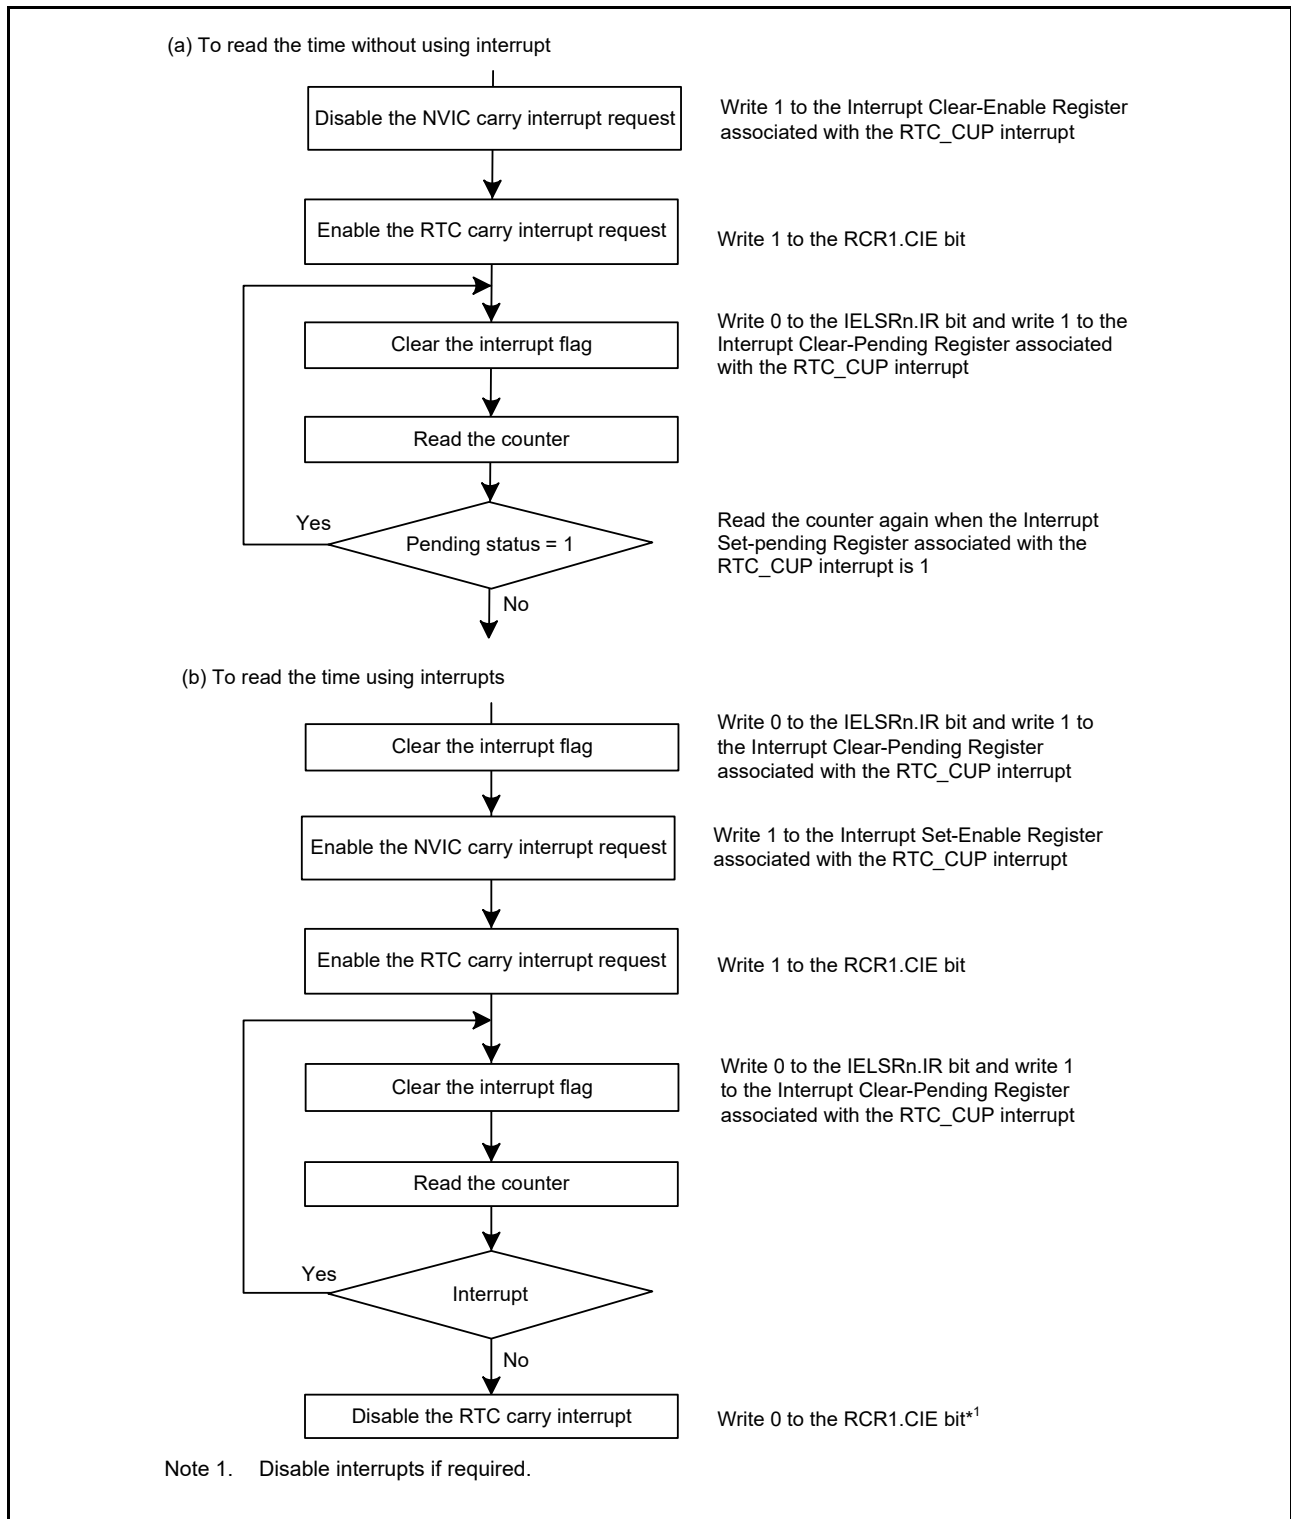 (a) To read the time without using interrupt
Disable the NVIC carry interrupt request
Write 1 to the Interrupt Clear-Enable Register
associated with the RTC_CUP interrupt
Enable the RTC carry interrupt request
Write 1 to the RCR1.CIE bit
Clear the interrupt flag
Write 0 to the IELSRn.IR bit and write 1 to the
Interrupt Clear-Pending Register associated
with the RTC_CUP interrupt
Read the counter
Yes
Pending status = 1
Read the counter again when the Interrupt
Set-pending Register associated with the
RTC_CUP interrupt is 1
No
(b) To read the time using interrupts
Clear the interrupt flag
Write 0 to the IELSRn.IR bit and write 1 to
the Interrupt Clear-Pending Register
associated with the RTC_CUP interrupt
Enable the NVIC carry interrupt request
Write 1 to the Interrupt Set-Enable Register
associated with the RTC_CUP interrupt
Enable the RTC carry interrupt request
Write 1 to the RCR1.CIE bit
Clear the interrupt flag
Write 0 to the IELSRn.IR bit and write 1
to the Interrupt Clear-Pending Register
associated with the RTC_CUP interrupt
Read the counter
Yes
Interrupt
No
Disable the RTC carry interrupt
Write 0 to the RCR1.CIE bit*1
Note 1. Disable interrupts if required.